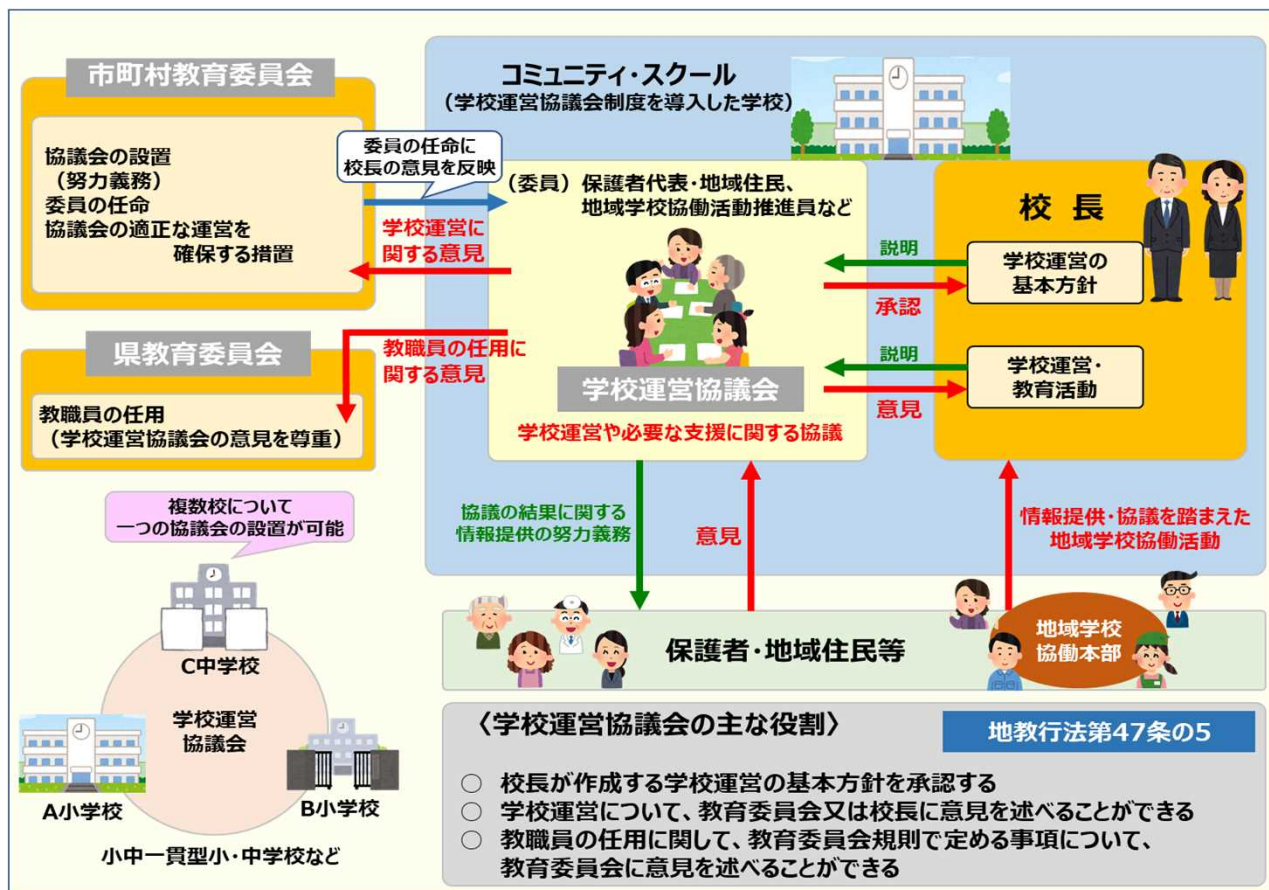 市町村教育委員会
協議会の設置
(努力義務)
委員の任命
協議会の適正な運営を
確保する措置
委員の任命に
校長の意見を反映
学校運営に
関する意見
県教育委員会
教職員の任用
(学校運営協議会の意見を尊重)
教職員の任用に
関する意見
コミュニティ・スクール
(学校運営協議会制度を導入した学校)
(委員)保護者代表・地域住民、
地域学校協働活動推進員など
学校運営協議会
学校運営や必要な支援に関する協議
校長
説明
承認
学校運営の
基本方針
説明
意見
学校運営・
教育活動
協議の結果に関する
情報提供の努力義務
意見
情報提供・協議を踏まえた
地域学校協働活動
保護者・地域住民等
地域学校
協働本部
複数校について
一つの協議会の設置が可能
C中学校
学校運営
協議会
A小学校
B小学校
小中一貫型小・中学校など
〈学校運営協議会の主な役割〉
地教行法第47条の5
○ 校長が作成する学校運営の基本方針を承認する
○ 学校運営について、教育委員会又は校長に意見を述べることができる
○ 教職員の任用に関して、教育委員会規則で定める事項について、
教育委員会に意見を述べることができる